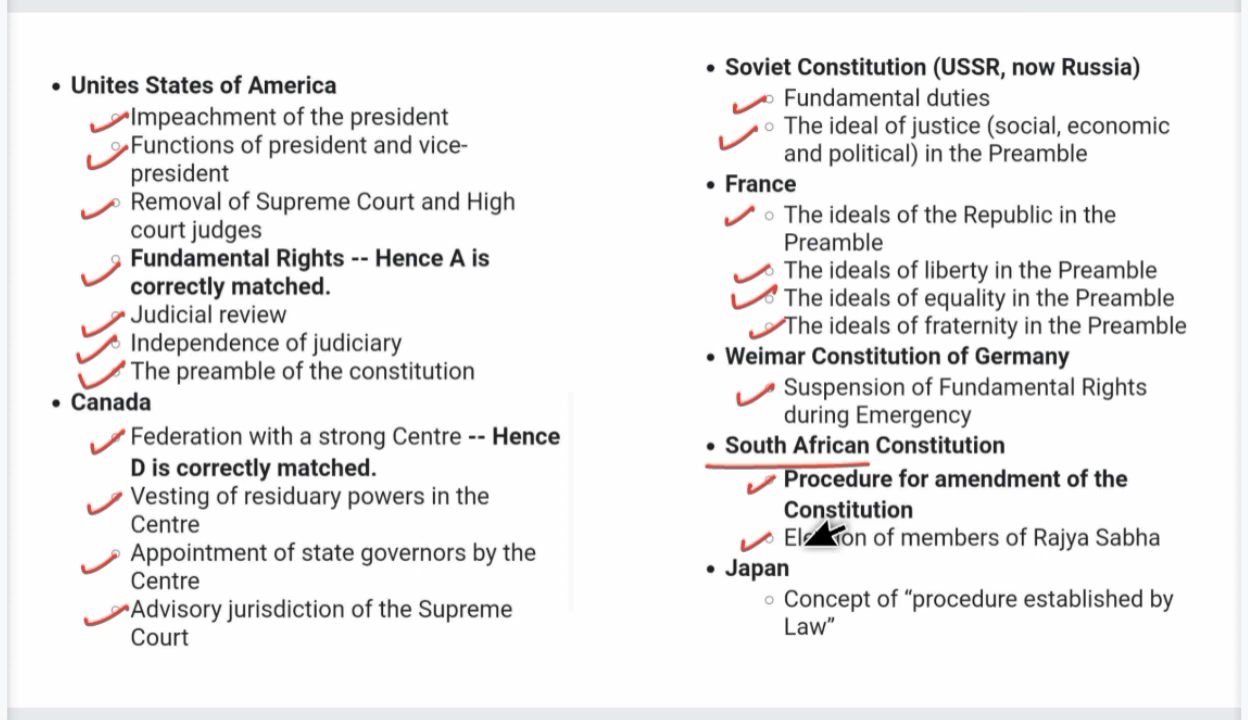 • Unites States of America
○ Impeachment of the president
○ Functions of president and vice-
president
○ Removal of Supreme Court and High
court judges
○ Fundamental Rights -- Hence A is
correctly matched.
○ Judicial review
○ Independence of judiciary
○ The preamble of the constitution
• Canada
○ Federation with a strong Centre -- Hence
D is correctly matched.
○ Vesting of residuary powers in the
Centre
○ Appointment of state governors by the
Centre
○ Advisory jurisdiction of the Supreme
Court
• Soviet Constitution (USSR, now Russia)
○ Fundamental duties
○ The ideal of justice (social, economic
and political) in the Preamble
• France
○ The ideals of the Republic in the
Preamble
○ The ideals of liberty in the Preamble
○ The ideals of equality in the Preamble
○ The ideals of fraternity in the Preamble
• Weimar Constitution of Germany
○ Suspension of Fundamental Rights
during Emergency
• South African Constitution
○ Procedure for amendment of the
Constitution
○ Election of members of Rajya Sabha
• Japan
○ Concept of “procedure established by
Law”